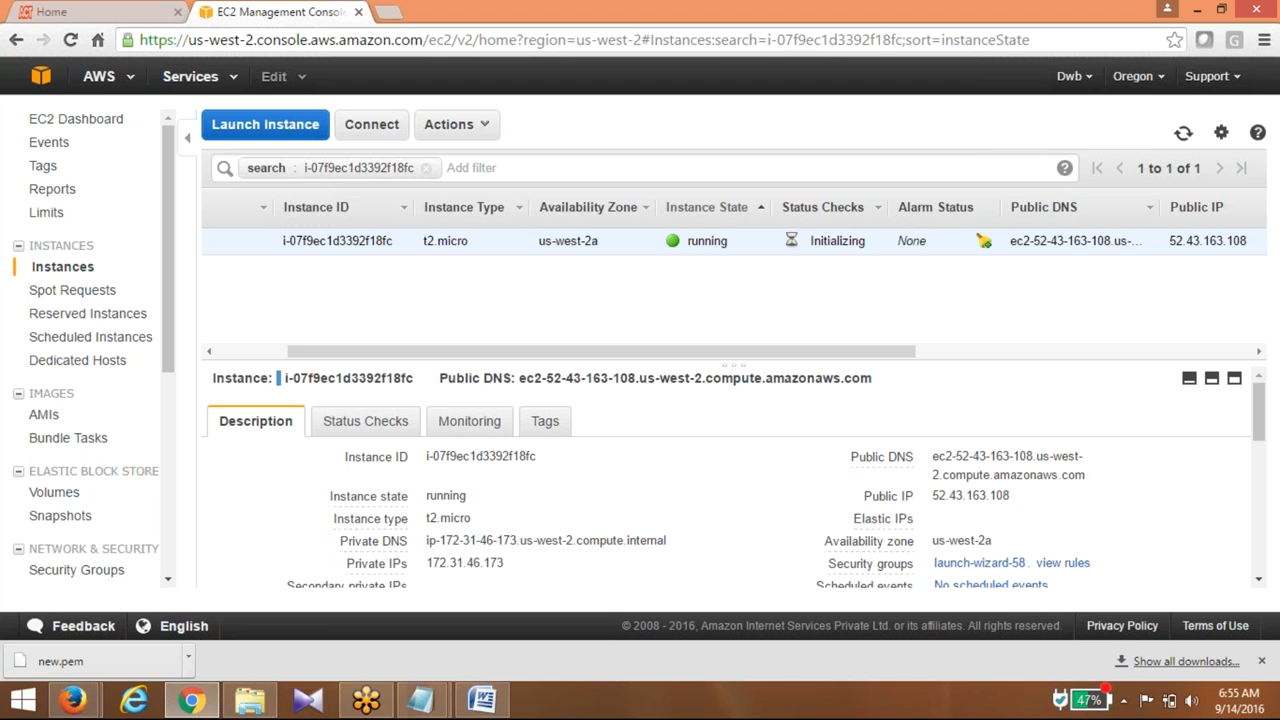 Home
EC2 Management Console
https://us-west-2.console.aws.amazon.com/ec2/v2/home?region=us-west-2#Instances:search=i-07f9ec1d3392f18fc;sort=instanceState
AWS Services Edit Dwb Oregon Support
EC2 Dashboard
Events
Tags
Reports
Limits
INSTANCES
Instances
Spot Requests
Reserved Instances
Scheduled Instances
Dedicated Hosts
IMAGES
AMIs
Bundle Tasks
ELASTIC BLOCK STORE
Volumes
Snapshots
NETWORK & SECURITY
Security Groups
Launch Instance Connect Actions
search : i-07f9ec1d3392f18fc Add filter 1 to 1 of 1
Instance ID Instance Type Availability Zone Instance State Status Checks Alarm Status Public DNS Public IP
i-07f9ec1d3392f18fc t2.micro us-west-2a running Initializing None ec2-52-43-163-108.us-... 52.43.163.108
Instance: i-07f9ec1d3392f18fc Public DNS: ec2-52-43-163-108.us-west-2.compute.amazonaws.com
Description Status Checks Monitoring Tags
Instance ID i-07f9ec1d3392f18fc Public DNS ec2-52-43-163-108.us-west-
2.compute.amazonaws.com
Instance state running Public IP 52.43.163.108
Instance type t2.micro Elastic IPs
Private DNS ip-172-31-46-173.us-west-2.compute.internal Availability zone us-west-2a
Private IPs 172.31.46.173 Security groups launch-wizard-58. view rules
Secondary private IPs Scheduled events No scheduled events
Feedback English © 2008 - 2016, Amazon Internet Services Private Ltd. or its affiliates. All rights reserved. Privacy Policy Terms of Use
new.pem Show all downloads...
47% 6:55 AM
9/14/2016